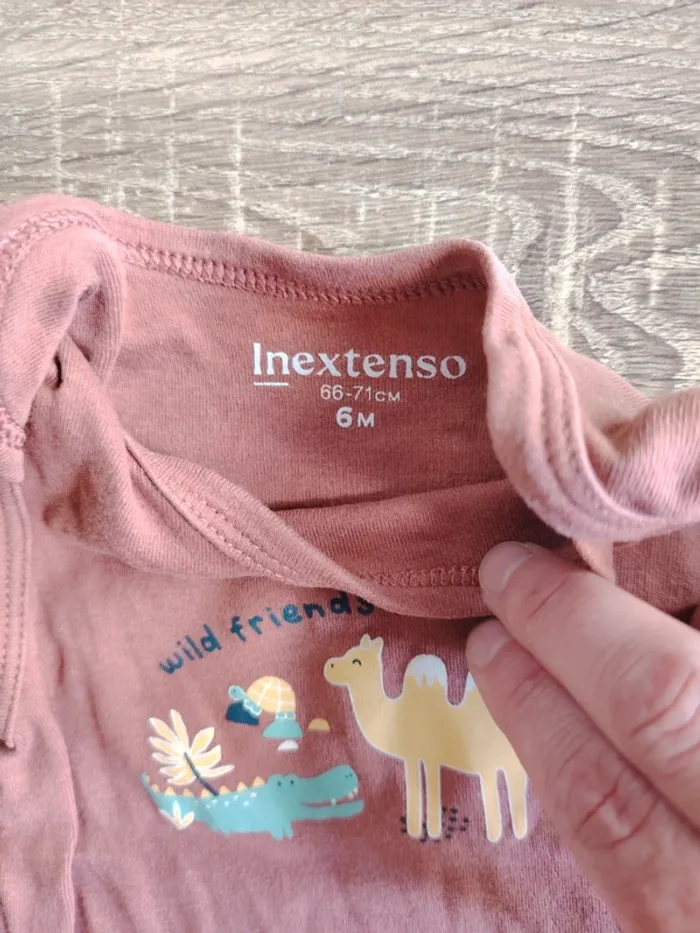 Inextenso
66-71CM
6M
wild friends